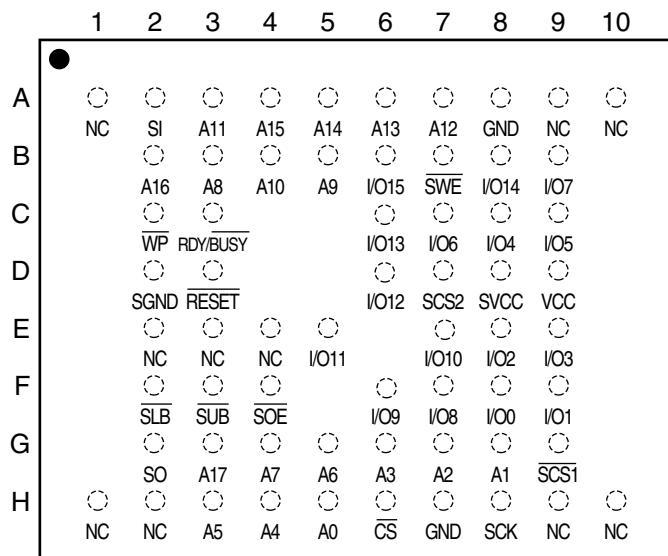 1 2 3 4 5 6 7 8 9 10
A
NC SI A11 A15 A14 A13 A12 GND NC NC
B
A16 A8 A10 A9 I/O15 SWE I/O14 I/O7
C
WP RDY/BUSY I/O13 I/O6 I/O4 I/O5
D
SGND RESET I/O12 SCS2 SVCC VCC
E
NC NC NC I/O11 I/O10 I/O2 I/O3
F
SLB SUB SOE I/O9 I/O8 I/O0 I/O1
G
SO A17 A7 A6 A3 A2 A1 SCS1
H
NC NC A5 A4 A0 CS GND SCK NC NC